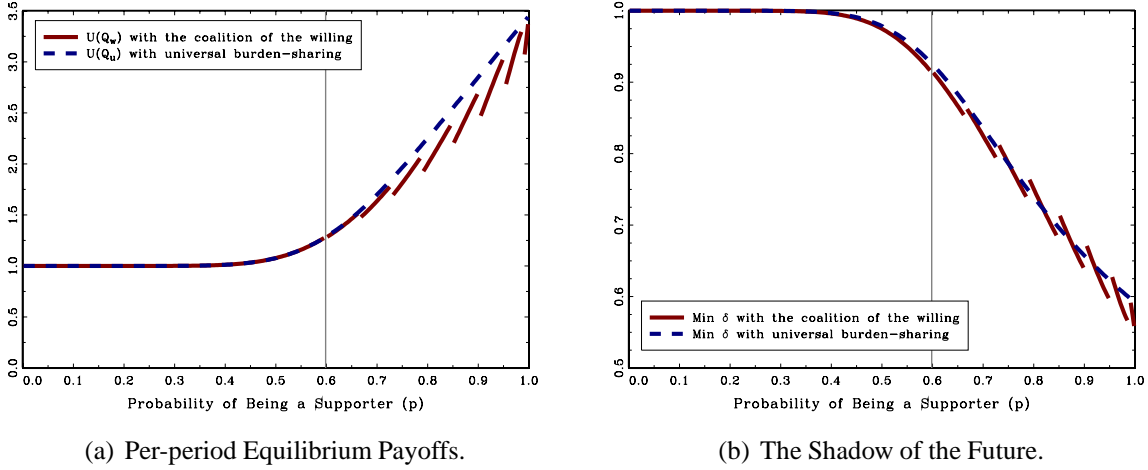 U(Q_w) with the coalition of the willing
U(Q_u) with universal burden-sharing
0.0 0.5 1.0 1.5 2.0 2.5 3.0 3.5
0.0 0.1 0.2 0.3 0.4 0.5 0.6 0.7 0.8 0.9 1.0
Probability of Being a Supporter (p)
(a) Per-period Equilibrium Payoffs.
1.0 0.9 0.8 0.7 0.6 0.5
Min δ with the coalition of the willing
Min δ with universal burden-sharing
0.0 0.1 0.2 0.3 0.4 0.5 0.6 0.7 0.8 0.9 1.0
Probability of Being a Supporter (p)
(b) The Shadow of the Future.